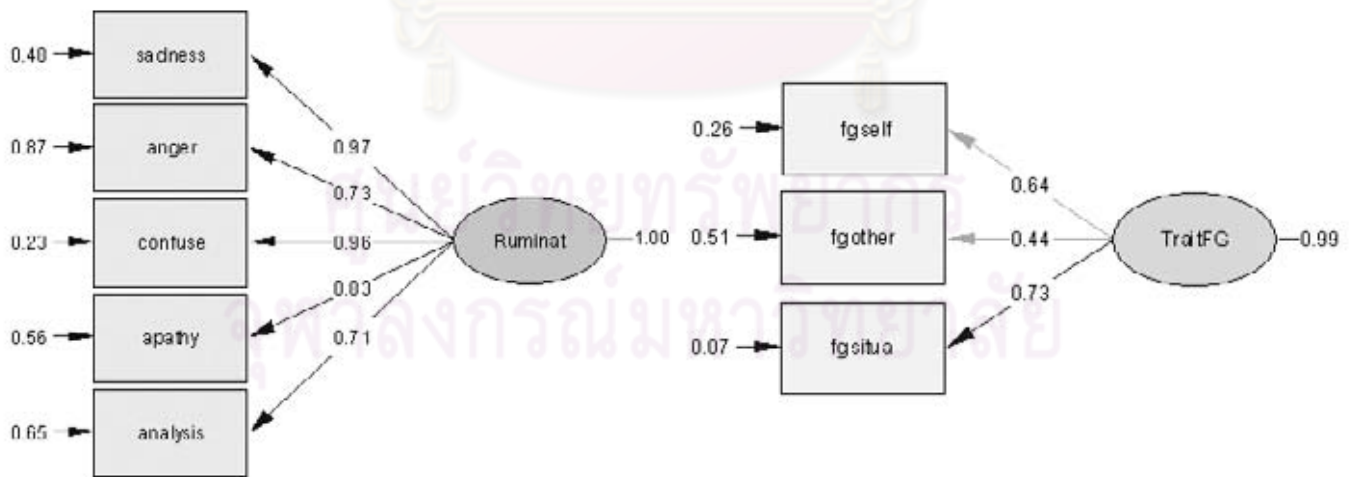 0.40
sadness
0.87
anger
0.23
confuse
0.56
apathy
0.65
analysis
0.97
0.73
0.96
0.83
0.71
Ruminat
1.00
0.26
fgself
0.51
fgother
0.07
fgsitua
0.64
0.44
0.73
TraitFG
0.99
ศูนย์วิทยทรัพยากร
จุฬาลงกรณ์มหาวิทยาลัย